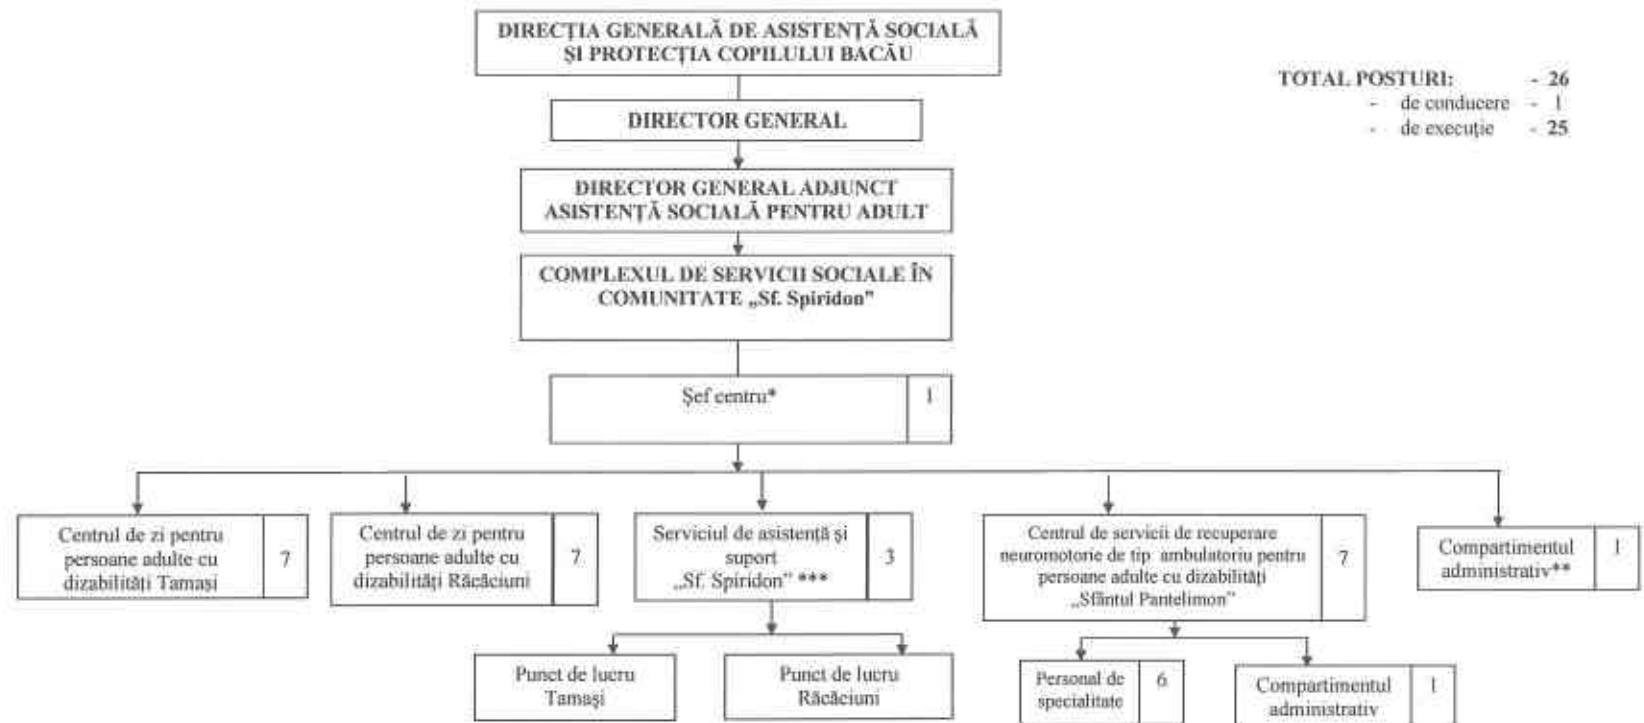 DIRECȚIA GENERALĂ DE ASISTENȚĂ SOCIALĂ
ȘI PROTECȚIA COPILULUI BACĂU
TOTAL POSTURI: - 26
- de conducere - 1
- de execuție - 25
DIRECTOR GENERAL
DIRECTOR GENERAL ADJUNCT
ASISTENȚĂ SOCIALĂ PENTRU ADULT
COMPLEXUL DE SERVICII SOCIALE ÎN
COMUNITATE „Sf. Spiridon”
Șef centru* 1
Centrul de zi pentru
persoane adulte cu
dizabilități Tamași
7
Centrul de zi pentru
persoane adulte cu
dizabilități Răcăciuni
7
Serviciul de asistență și
suport
„Sf. Spiridon” ***
3
Centrul de servicii de recuperare
neuromotorie de tip ambulatoriu pentru
persoane adulte cu dizabilități
„Sfântul Pantelimon”
7
Compartimentul
administrativ**
1
Punct de lucru
Tamași
Punct de lucru
Răcăciuni
Personal de
specialitate
6
Compartimentul
administrativ
1